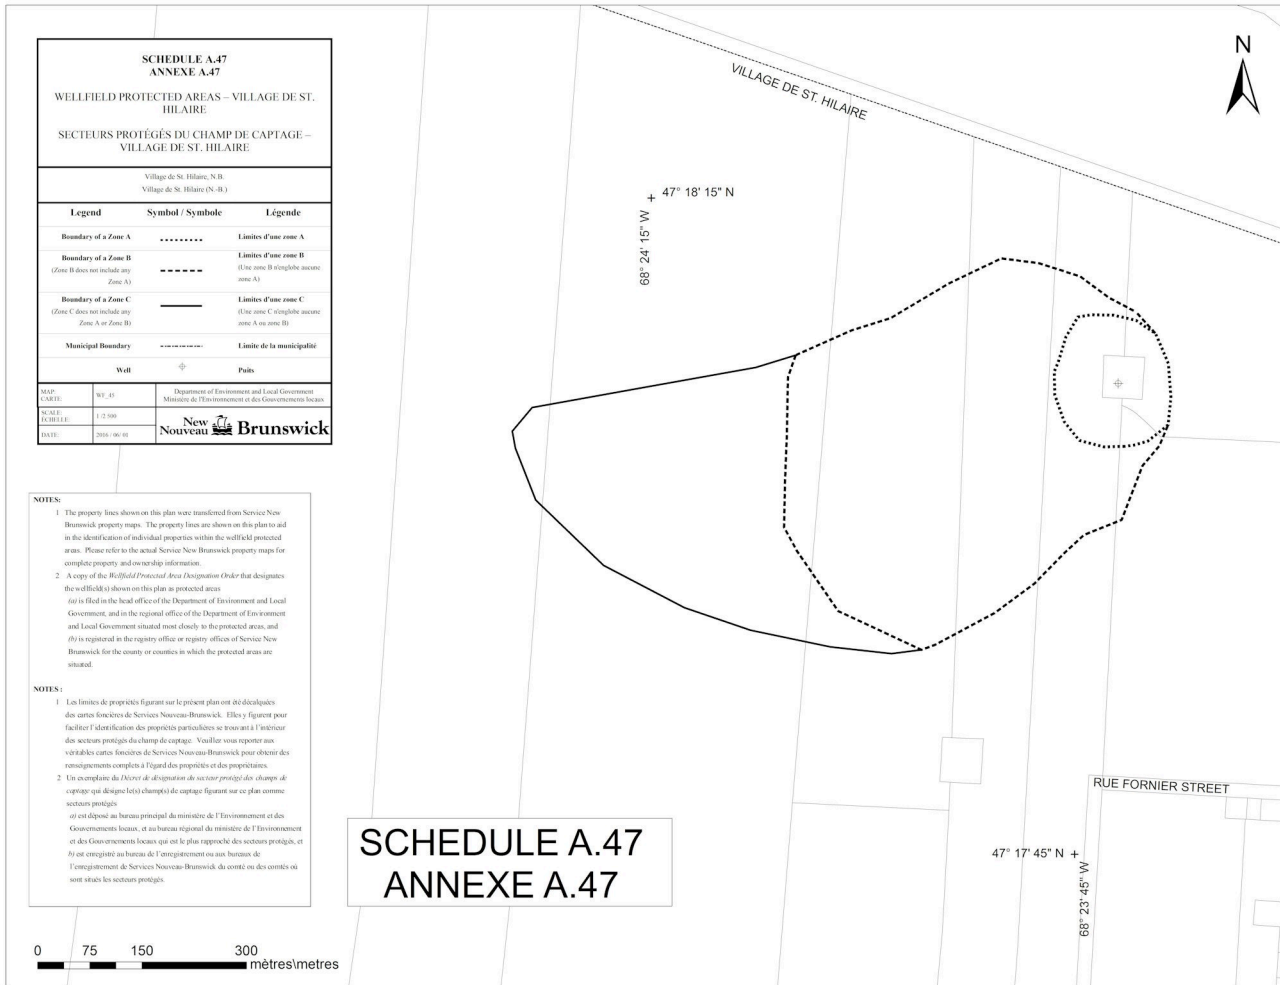 SCHEDULE A.47
ANNEXE A.47
WELLFIELD PROTECTED AREAS – VILLAGE DE ST.
HILAIRE
SECTEURS PROTÉGÉS DU CHAMP DE CAPTAGE –
VILLAGE DE ST. HILAIRE
Village de St. Hilaire, N.B.
Village de St. Hilaire (N.-B.)
Legend Symbol / Symbole Légende
Boundary of a Zone A Limites d'une zone A
Boundary of a Zone B Limites d'une zone B
(Zone B does not include any (Une zone B n'englobe aucune
Zone A) zone A)
Boundary of a Zone C Limites d'une zone C
(Zone C does not include any (Une zone C n'englobe aucune
Zone A or Zone B) zone A ou zone B)
Municipal Boundary Limite de la municipalité
Well Puits
MAP: WF_45 Department of Environment and Local Government
CARTE: Ministère de l'Environnement et des Gouvernements locaux
SCALE: 1 /2 500
ÉCHELLE:
DATE: 2016 / 06/ 01
New
Nouveau Brunswick
NOTES:
1 The property lines shown on this plan were transferred from Service New
Brunswick property maps. The property lines are shown on this plan to aid
in the identification of individual properties within the wellfield protected
areas. Please refer to the actual Service New Brunswick property maps for
complete property and ownership information.
2 A copy of the Wellfield Protected Area Designation Order that designates
the wellfield(s) shown on this plan as protected areas
(a) is filed in the head office of the Department of Environment and Local
Government, and in the regional office of the Department of Environment
and Local Government situated most closely to the protected areas, and
(b) is registered in the registry office or registry offices of Service New
Brunswick for the county or counties in which the protected areas are
situated.
NOTES :
1 Les limites de propriétés figurant sur le présent plan ont été décalquées
des cartes foncières de Services Nouveau-Brunswick. Elles y figurent pour
faciliter l'identification des propriétés particulières se trouvant à l'intérieur
des secteurs protégés du champ de captage. Veuillez vous reporter aux
véritables cartes foncières de Services Nouveau-Brunswick pour obtenir des
renseignements complets à l'égard des propriétés et des propriétaires.
2 Un exemplaire du Décret de désignation du secteur protégé des champs de
captage qui désigne le(s) champ(s) de captage figurant sur ce plan comme
secteurs protégés
a) est déposé au bureau principal du ministère de l'Environnement et des
Gouvernements locaux, et au bureau régional du ministère de l'Environnement
et des Gouvernements locaux qui est le plus rapproché des secteurs protégés, et
b) est enregistré au bureau de l'enregistrement ou aux bureaux de
l'enregistrement de Services Nouveau-Brunswick du comté ou des comtés où
sont situés les secteurs protégés.
0 75 150 300
mètres\metres
SCHEDULE A.47
ANNEXE A.47
VILLAGE DE ST. HILAIRE
N
47° 18' 15" N
68° 24' 15" W
RUE FORNIER STREET
47° 17' 45" N
68° 23' 45" W